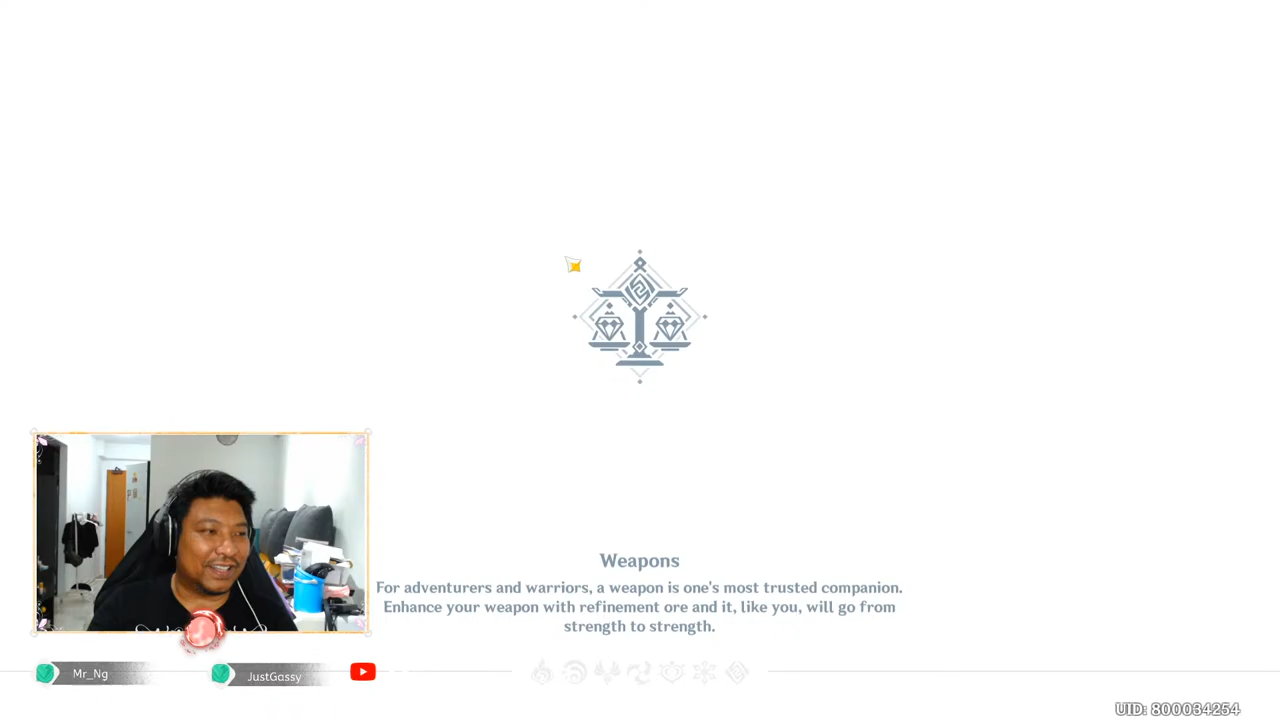 Weapons
For adventurers and warriors, a weapon is one's most trusted companion.
Enhance your weapon with refinement ore and it, like you, will go from
strength to strength.
Mr_Ng
JustGassy
UID: 800034254